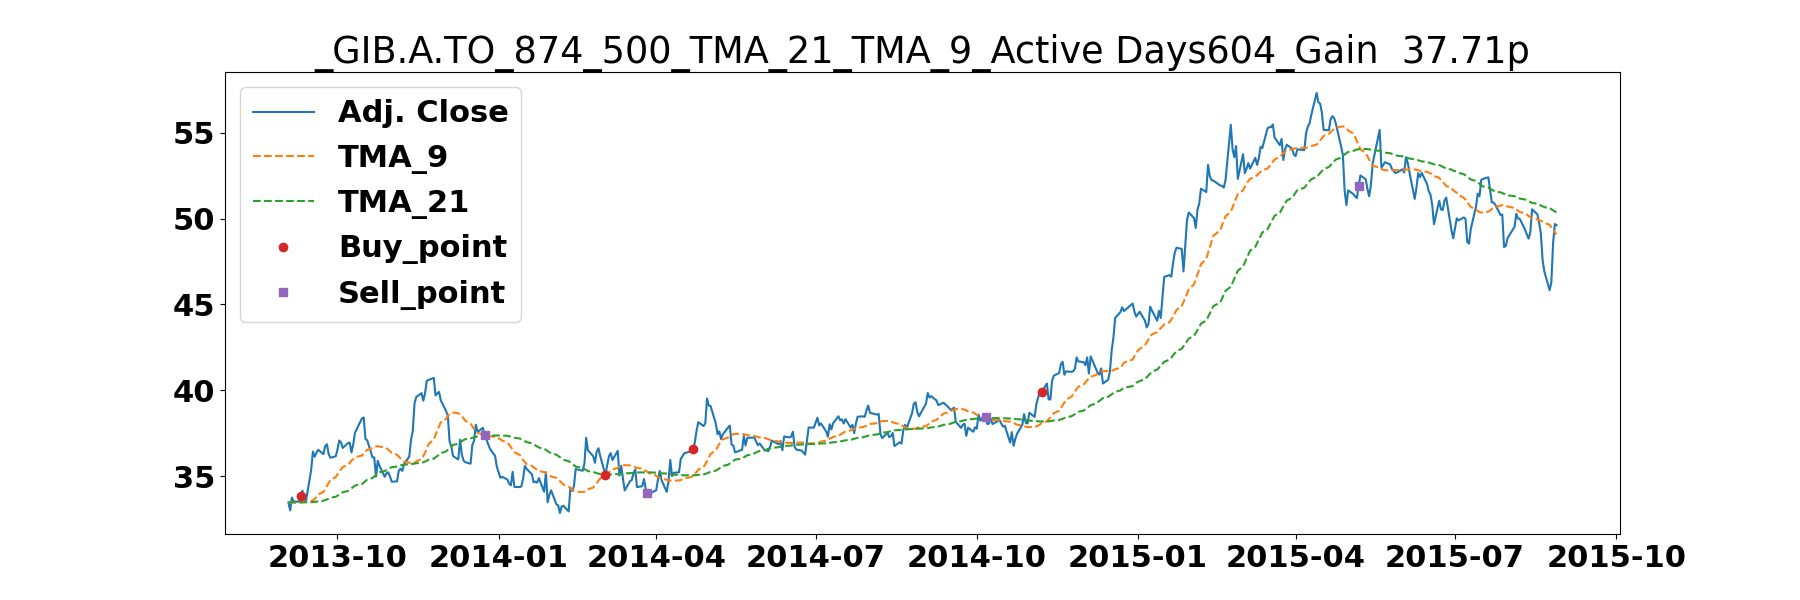 _GIB.A.TO_874_500_TMA_21_TMA_9_Active Days604_Gain  37.71p
Adj. Close
TMA_9
TMA_21
Buy_point
Sell_point
55
50
45
40
35
2013-10 2014-01 2014-04 2014-07 2014-10 2015-01 2015-04 2015-07 2015-10